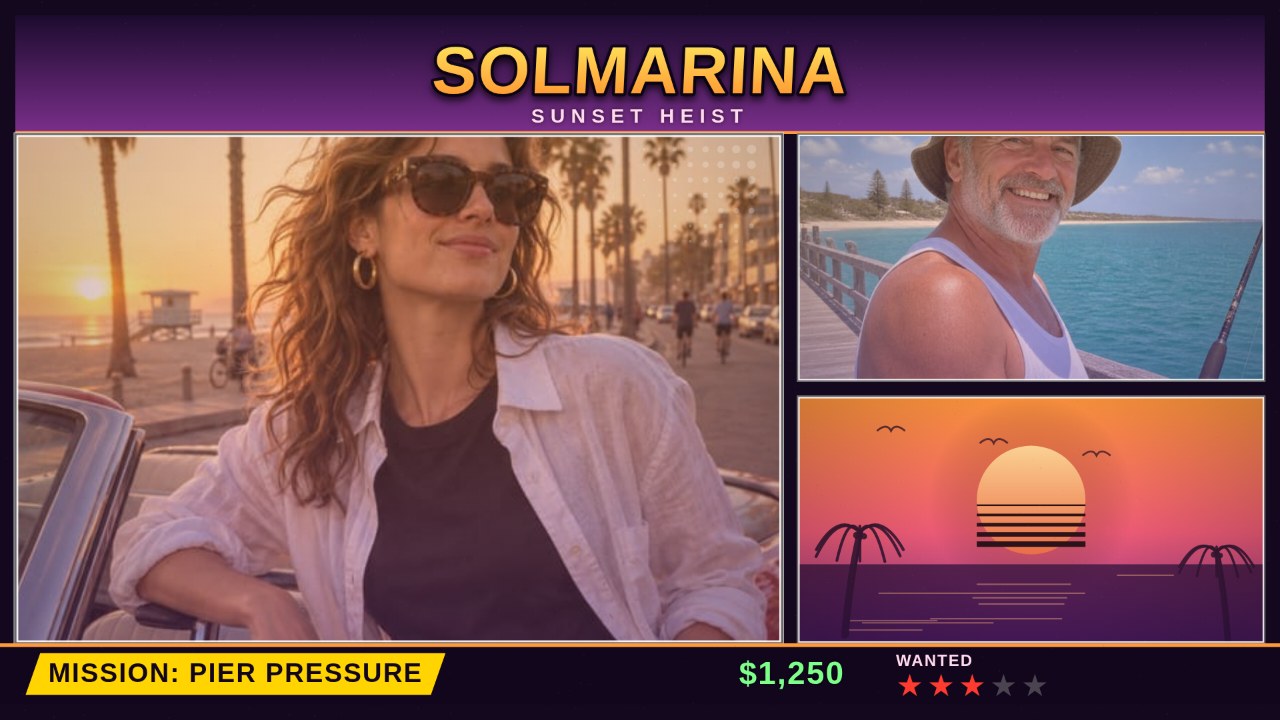 SOLMARINA
SUNSET HEIST
MISSION: PIER PRESSURE
$1,250
WANTED